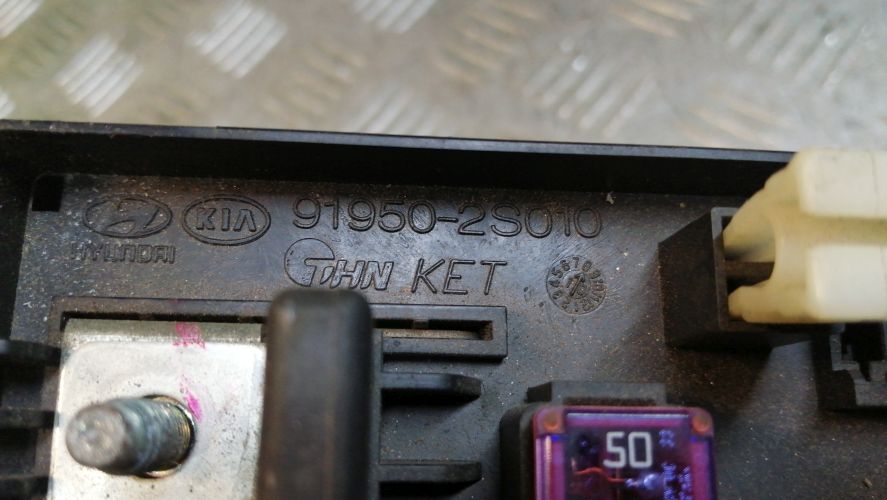 HYUNDAI KIA 91950-2S010
THN KET
50